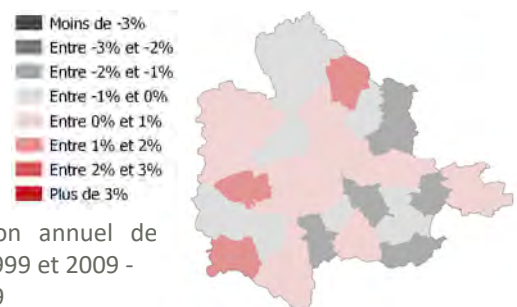 Moins de -3%
Entre -3% et -2%
Entre -2% et -1%
Entre -1% et 0%
Entre 0% et 1%
Entre 1% et 2%
Entre 2% et 3%
Plus de 3%
on annuel de
999 et 2009 -